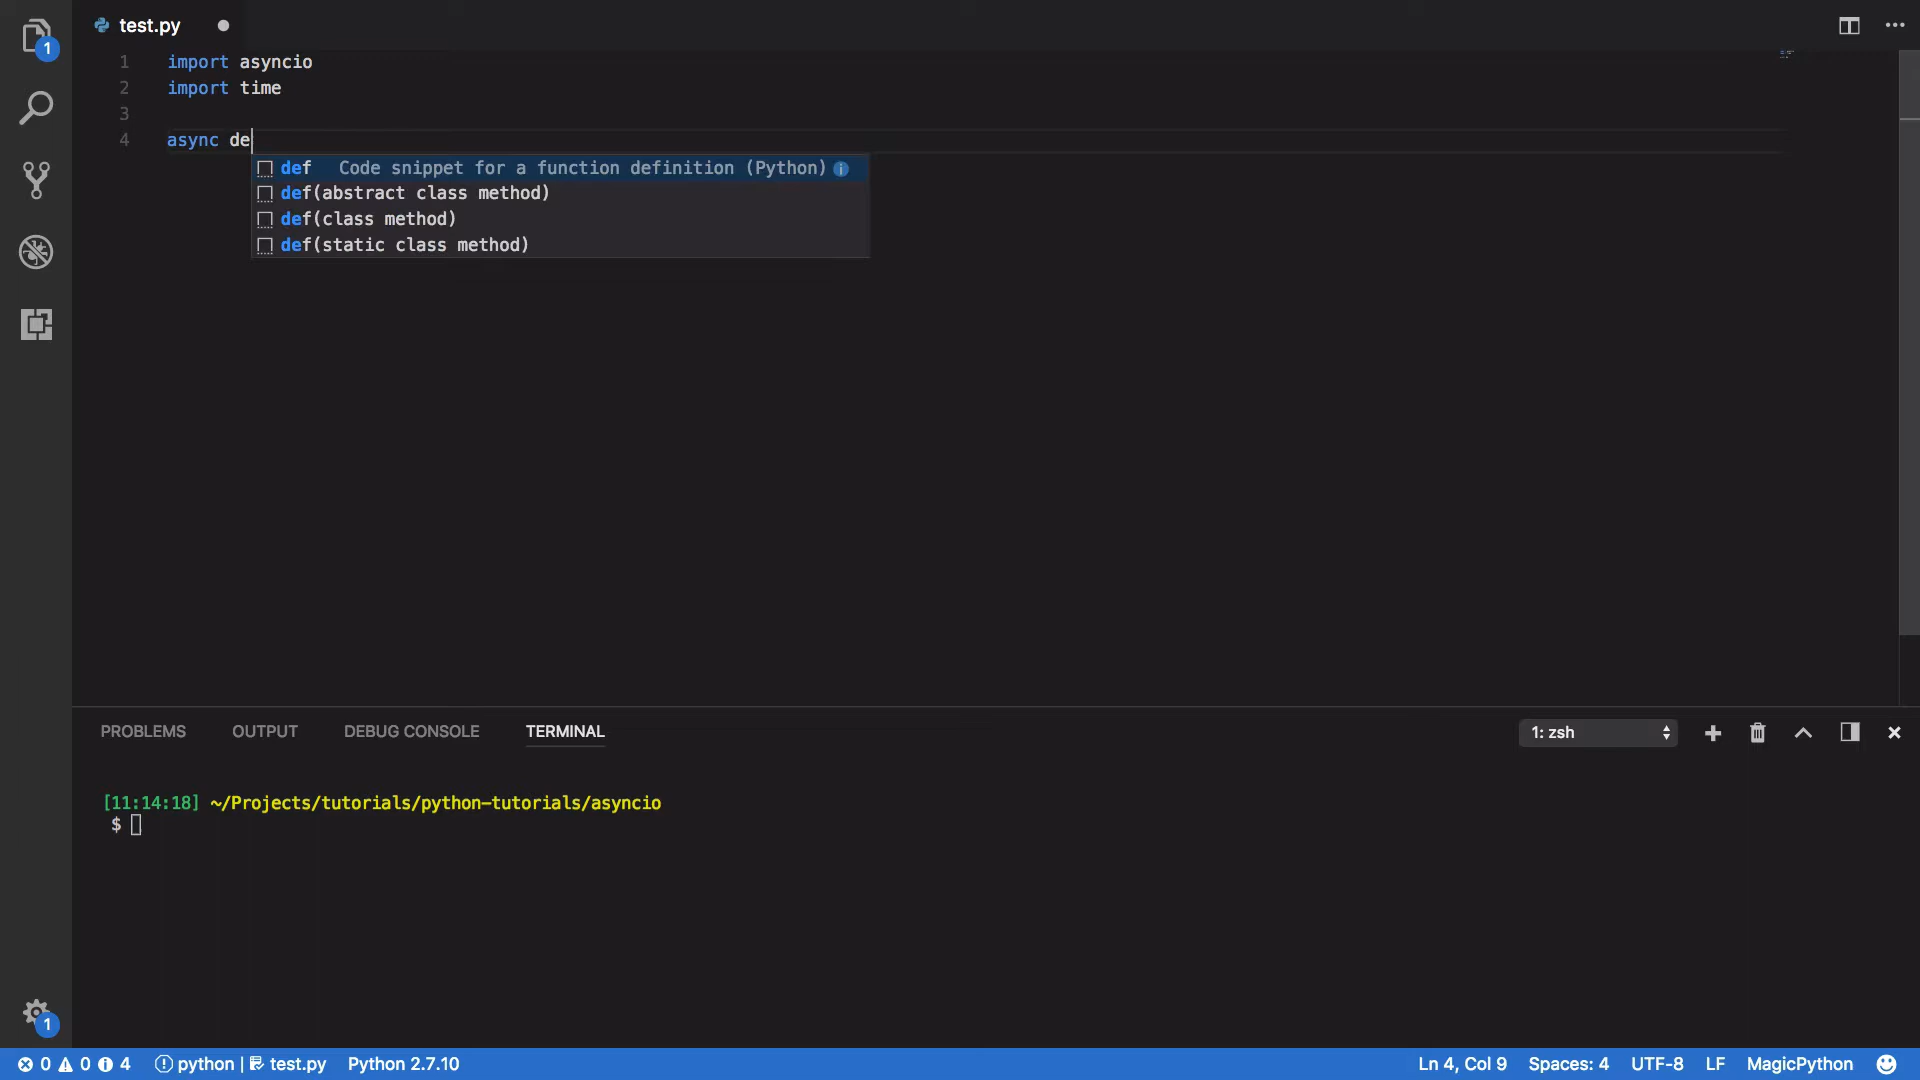 1
test.py
1 import asyncio
2 import time
3
4 async de
def Code snippet for a function definition (Python)
def(abstract class method)
def(class method)
def(static class method)
PROBLEMS OUTPUT DEBUG CONSOLE TERMINAL 1: zsh
[11:14:18] ~/Projects/tutorials/python-tutorials/asyncio
$
1
0 0 4 python | test.py Python 2.7.10 Ln 4, Col 9 Spaces: 4 UTF-8 LF MagicPython